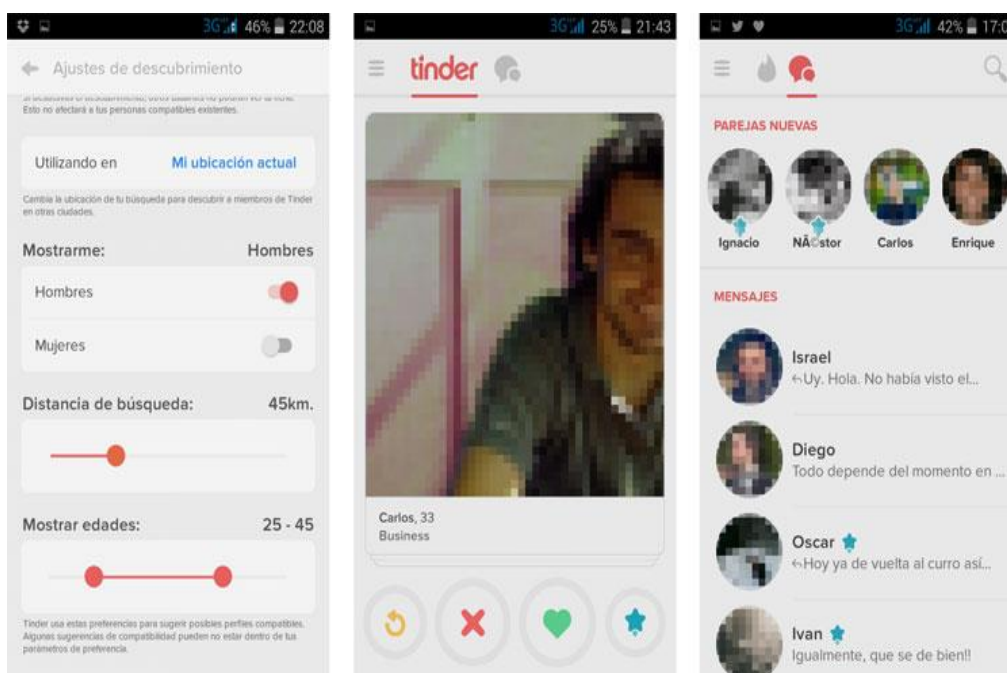 3G 46% 22:08
Ajustes de descubrimiento
Esto no afectará a tus personas compatibles existentes.
Utilizando en Mi ubicación actual
Cambia la ubicación de tu búsqueda para descubrir a miembros de Tinder
en otras ciudades.
Mostrarme: Hombres
Hombres
Mujeres
Distancia de búsqueda: 45km.
Mostrar edades: 25 - 45
Tinder usa estas preferencias para sugerir posibles perfiles compatibles.
Algunas sugerencias de compatibilidad pueden no estar dentro de tus
parámetros de preferencia.
3G 25% 21:43
tinder
Carlos, 33
Business
3G 42% 17:0
PAREJAS NUEVAS
Ignacio NÃ©stor Carlos Enrique
MENSAJES
Israel
Uy. Hola. No había visto el...
Diego
Todo depende del momento en ...
Oscar
Hoy ya de vuelta al curro así...
Ivan
Igualmente, que se de bien!!